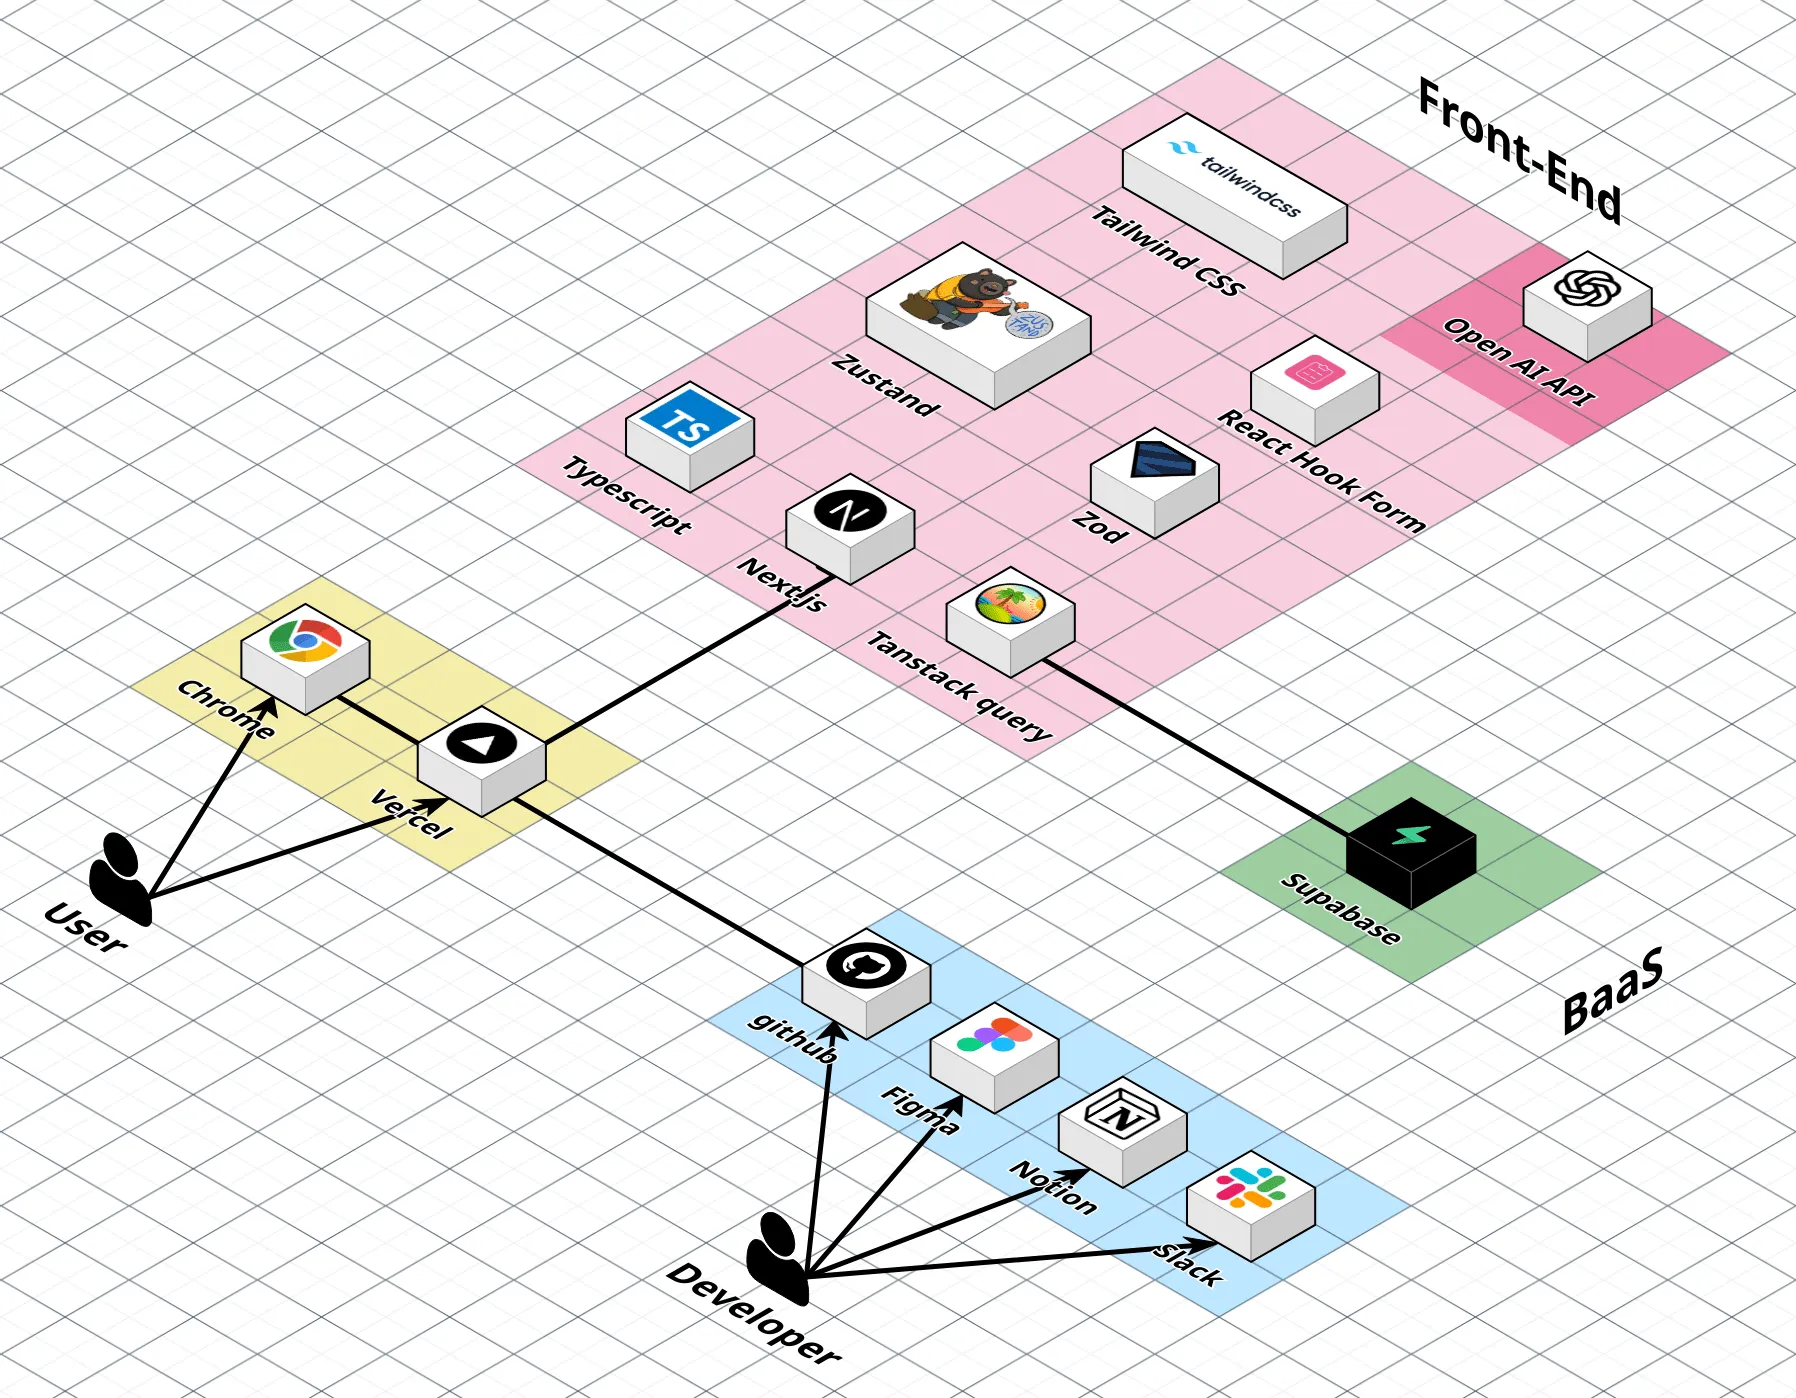 Front-End
tailwindcss
Tailwind CSS
ZUS
TAND
Zustand
Open AI API
React Hook Form
TS
Typescript
Zod
N
Next.js
Tanstack query
Chrome
Vercel
User
Supabase
BaaS
github
Figma
N
Notion
Slack
Developer